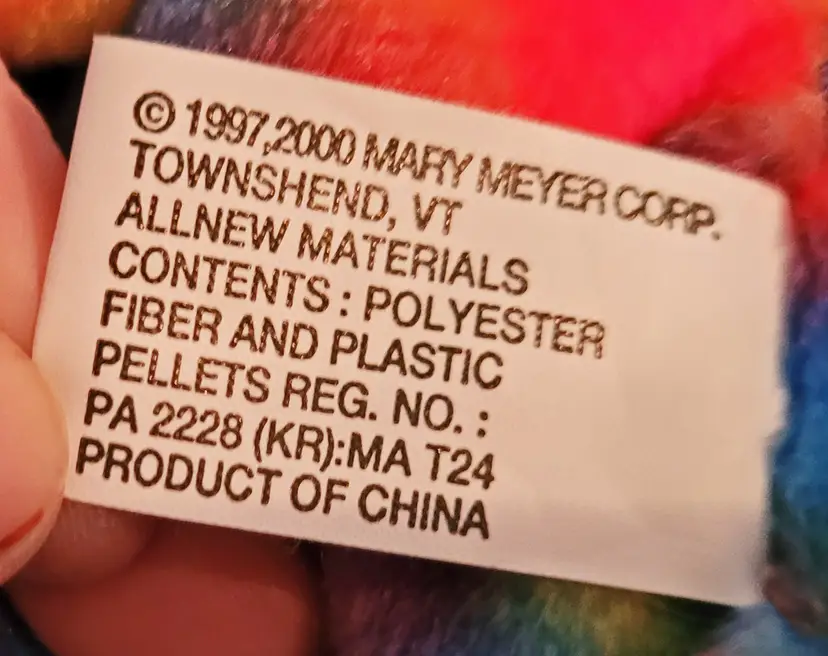 © 1997,2000 MARY MEYER CORP.
TOWNSHEND, VT
ALLNEW MATERIALS
CONTENTS : POLYESTER
FIBER AND PLASTIC
PELLETS REG. NO. :
PA 2228 (KR):MA T24
PRODUCT OF CHINA